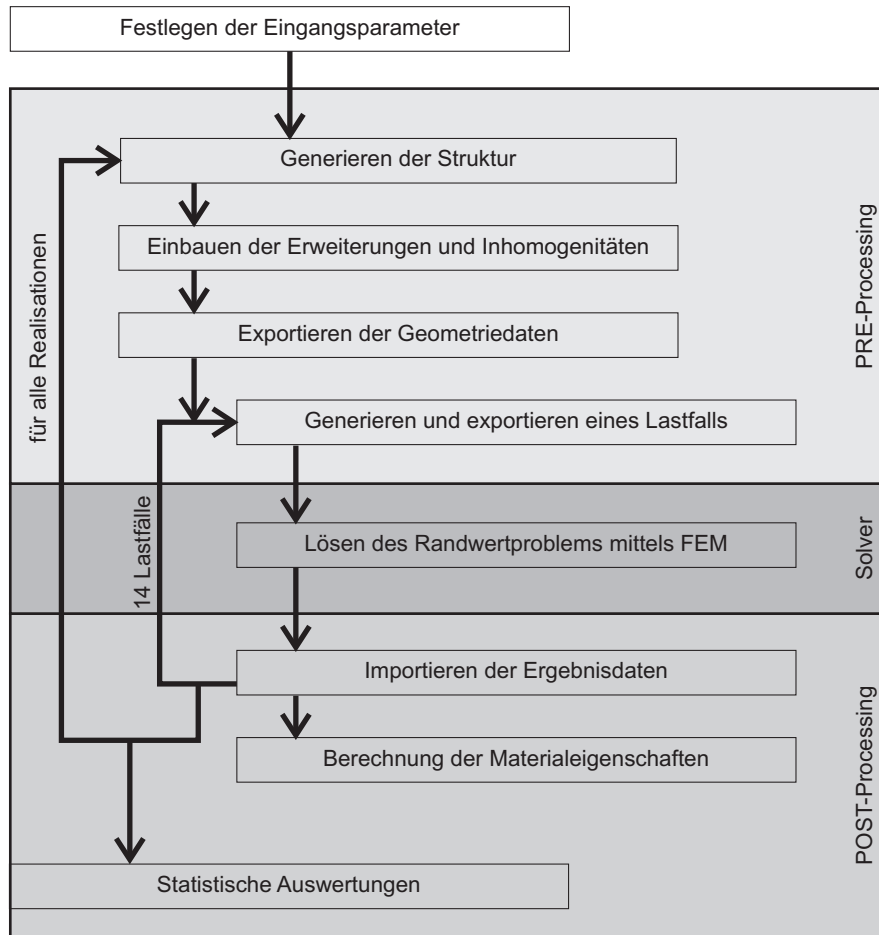 Festlegen der Eingangsparameter
Generieren der Struktur
Einbauen der Erweiterungen und Inhomogenitäten
Exportieren der Geometriedaten
Generieren und exportieren eines Lastfalls
für alle Realisationen
PRE-Processing
14 Lastfälle
Lösen des Randwertproblems mittels FEM
Solver
Importieren der Ergebnisdaten
Berechnung der Materialeigenschaften
POST-Processing
Statistische Auswertungen